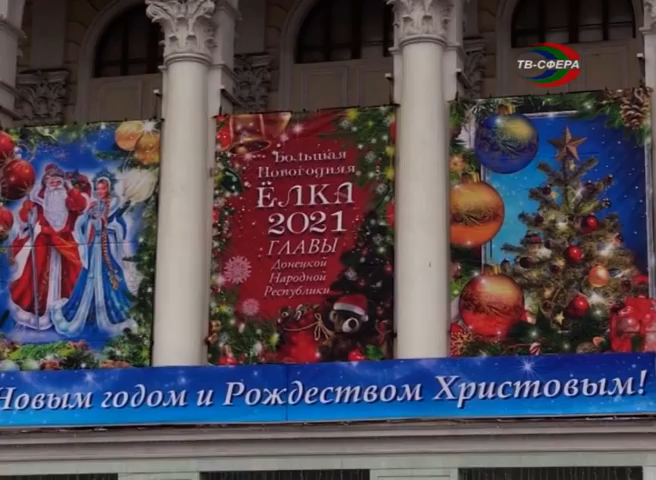 ТВ-СФЕРА
Большая
Новогодняя
ЁЛКА
2021
ГЛАВЫ
Донецкой
Народной
Республики
Новым годом и Рождеством Христовым!